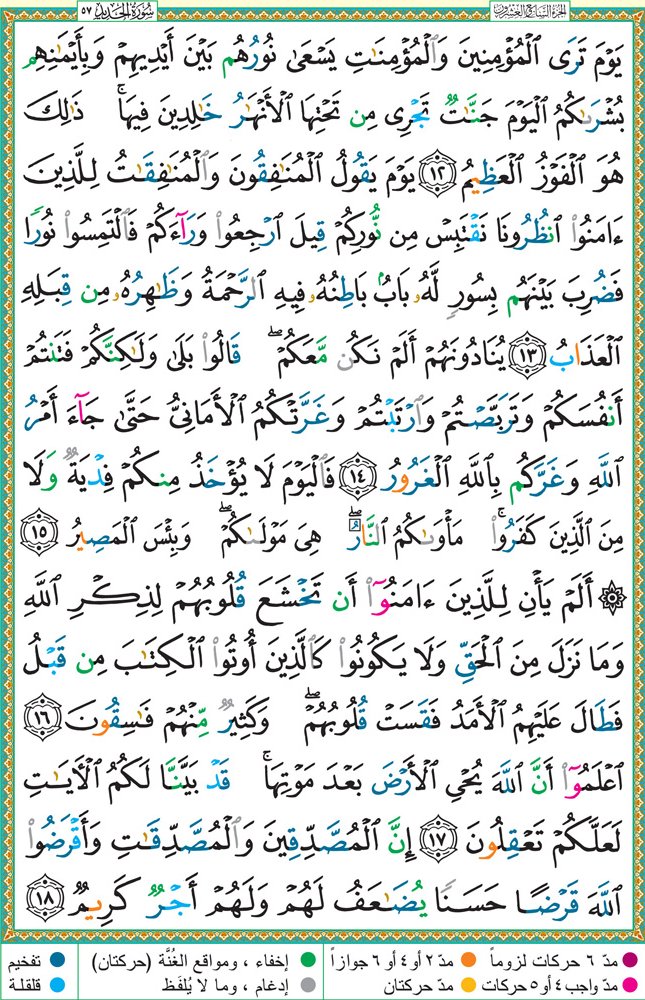 الجزء السابع والعشرون
سورة الحديد ٥٧
يَوْمَ تَرَى ٱلْمُؤْمِنِينَ وَٱلْمُؤْمِنَٰتِ يَسْعَىٰ نُورُهُم بَيْنَ أَيْدِيهِمْ وَبِأَيْمَٰنِهِم
بُشْرَىٰكُمُ ٱلْيَوْمَ جَنَّٰتٌ تَجْرِى مِن تَحْتِهَا ٱلْأَنْهَٰرُ خَٰلِدِينَ فِيهَا ۚ ذَٰلِكَ
هُوَ ٱلْفَوْزُ ٱلْعَظِيمُ ١٢ يَوْمَ يَقُولُ ٱلْمُنَٰفِقُونَ وَٱلْمُنَٰفِقَٰتُ لِلَّذِينَ
ءَامَنُوا۟ ٱنظُرُونَا نَقْتَبِسْ مِن نُّورِكُمْ قِيلَ ٱرْجِعُوا۟ وَرَآءَكُمْ فَٱلْتَمِسُوا۟ نُورًا
فَضُرِبَ بَيْنَهُم بِسُورٍ لَّهُۥ بَابٌۢ بَاطِنُهُۥ فِيهِ ٱلرَّحْمَةُ وَظَٰهِرُهُۥ مِن قِبَلِهِ
ٱلْعَذَابُ ١٣ يُنَادُونَهُمْ أَلَمْ نَكُن مَّعَكُمْ ۖ قَالُوا۟ بَلَىٰ وَلَٰكِنَّكُمْ فَتَنتُمْ
أَنفُسَكُمْ وَتَرَبَّصْتُمْ وَٱرْتَبْتُمْ وَغَرَّتْكُمُ ٱلْأَمَانِىُّ حَتَّىٰ جَآءَ أَمْرُ
ٱللَّهِ وَغَرَّكُم بِٱللَّهِ ٱلْغَرُورُ ١٤ فَٱلْيَوْمَ لَا يُؤْخَذُ مِنكُمْ فِدْيَةٌ وَلَا
مِنَ ٱلَّذِينَ كَفَرُوا۟ ۚ مَأْوَىٰكُمُ ٱلنَّارُ ۖ هِىَ مَوْلَىٰكُمْ ۖ وَبِئْسَ ٱلْمَصِيرُ ١٥
۞ أَلَمْ يَأْنِ لِلَّذِينَ ءَامَنُوٓا۟ أَن تَخْشَعَ قُلُوبُهُمْ لِذِكْرِ ٱللَّهِ
وَمَا نَزَلَ مِنَ ٱلْحَقِّ وَلَا يَكُونُوا۟ كَٱلَّذِينَ أُوتُوا۟ ٱلْكِتَٰبَ مِن قَبْلُ
فَطَالَ عَلَيْهِمُ ٱلْأَمَدُ فَقَسَتْ قُلُوبُهُمْ ۖ وَكَثِيرٌ مِّنْهُمْ فَٰسِقُونَ ١٦
ٱعْلَمُوٓا۟ أَنَّ ٱللَّهَ يُحْىِ ٱلْأَرْضَ بَعْدَ مَوْتِهَا ۚ قَدْ بَيَّنَّا لَكُمُ ٱلْءَايَٰتِ
لَعَلَّكُمْ تَعْقِلُونَ ١٧ إِنَّ ٱلْمُصَّدِّقِينَ وَٱلْمُصَّدِّقَٰتِ وَأَقْرَضُوا۟
ٱللَّهَ قَرْضًا حَسَنًا يُضَٰعَفُ لَهُمْ وَلَهُمْ أَجْرٌ كَرِيمٌ ١٨
مدّ ٦ حركات لزوماً مدّ ٢ أو ٤ أو ٦ جوازاً إخفاء ، ومواقع الغُنَّة (حركتان) تفخيم
مدّ واجب ٤ أو ٥ حركات مدّ حركتان إدغام ، وما لا يُلفَظ قلقلة